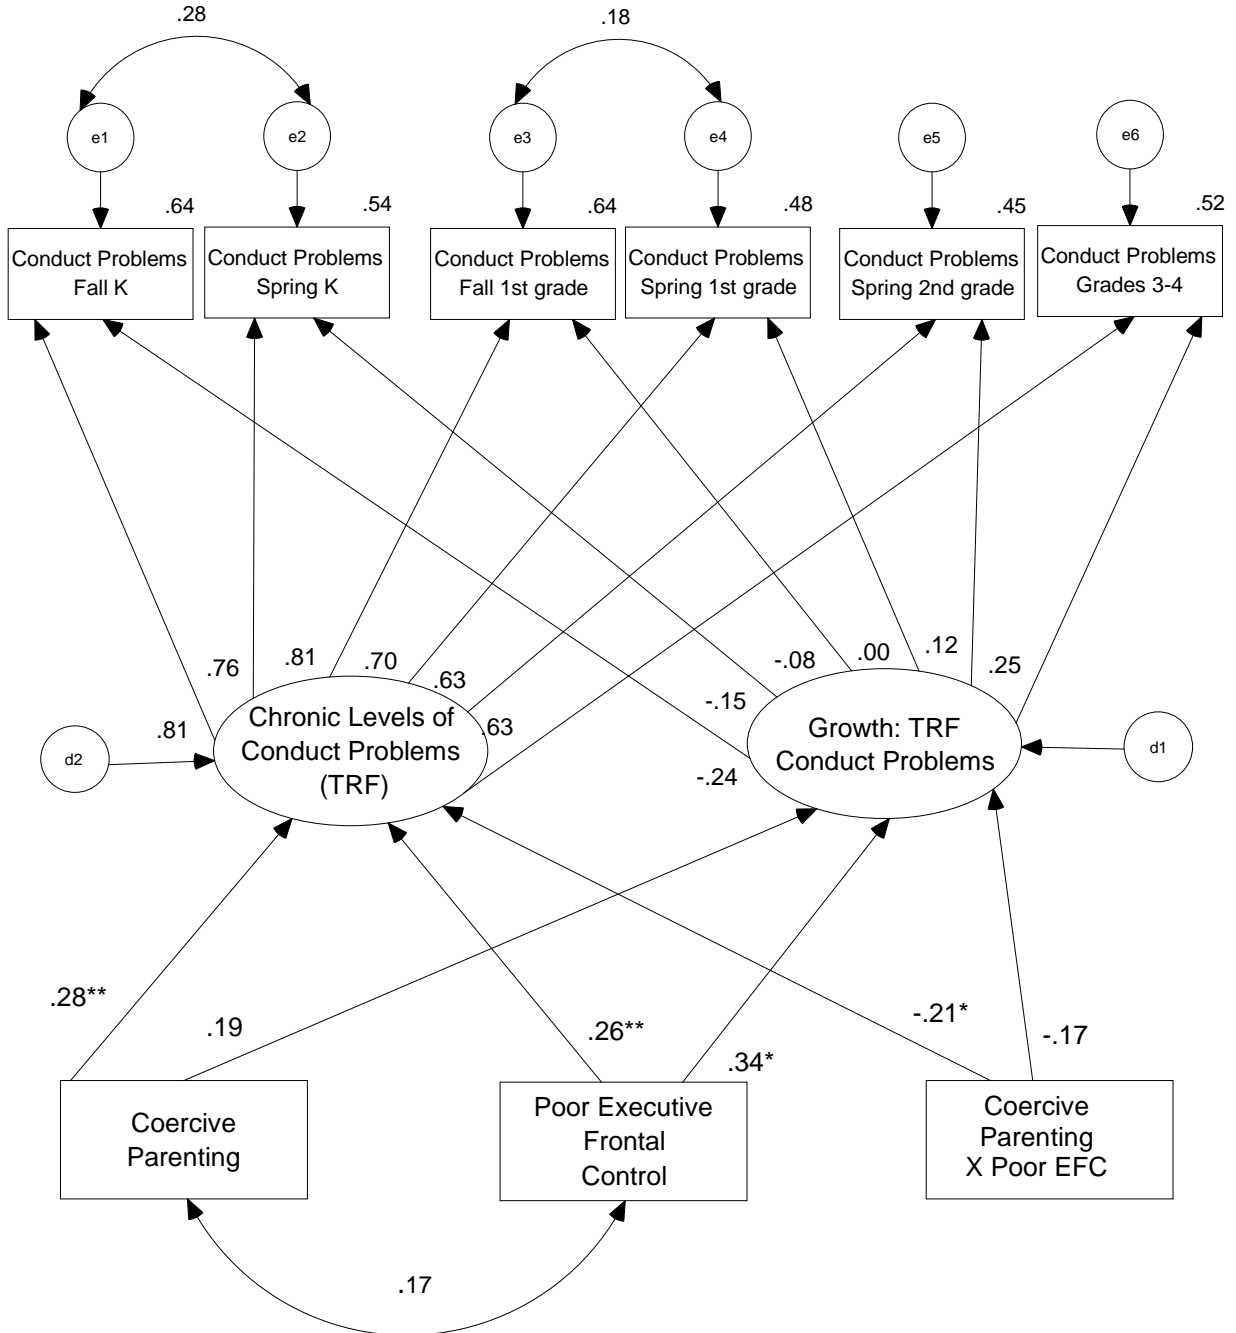 .28
.18
e1
e2
e3
e4
e5
e6
.64
.54
.64
.48
.45
.52
Conduct Problems
Fall K
Conduct Problems
Spring K
Conduct Problems
Fall 1st grade
Conduct Problems
Spring 1st grade
Conduct Problems
Spring 2nd grade
Conduct Problems
Grades 3-4
.81
.76
.81
.70
.63
.63
-.24
-.15
-.08
.00
.12
.25
d2
Chronic Levels of
Conduct Problems
(TRF)
Growth: TRF
Conduct Problems
d1
.28**
.19
.26**
.34*
-.21*
-.17
Coercive
Parenting
Poor Executive
Frontal
Control
Coercive
Parenting
X Poor EFC
.17